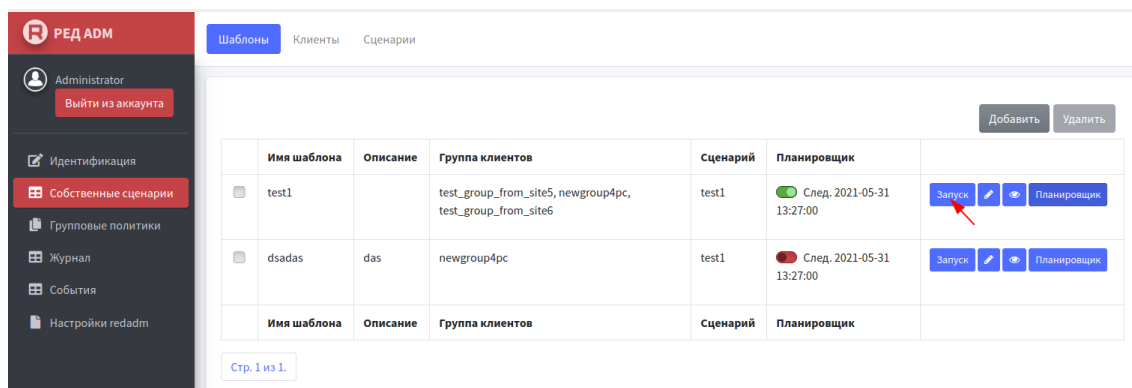 РЕД ADM
Шаблоны Клиенты Сценарии
Administrator
Выйти из аккаунта
Добавить Удалить
Идентификация
Собственные сценарии
Групповые политики
Журнал
События
Настройки redadm
Имя шаблона Описание Группа клиентов Сценарий Планировщик
test1 test_group_from_site5, newgroup4pc, test1 След. 2021-05-31 Запуск Планировщик
test_group_from_site6 13:27:00
dsadas das newgroup4pc test1 След. 2021-05-31 Запуск Планировщик
13:27:00
Имя шаблона Описание Группа клиентов Сценарий Планировщик
Стр. 1 из 1.